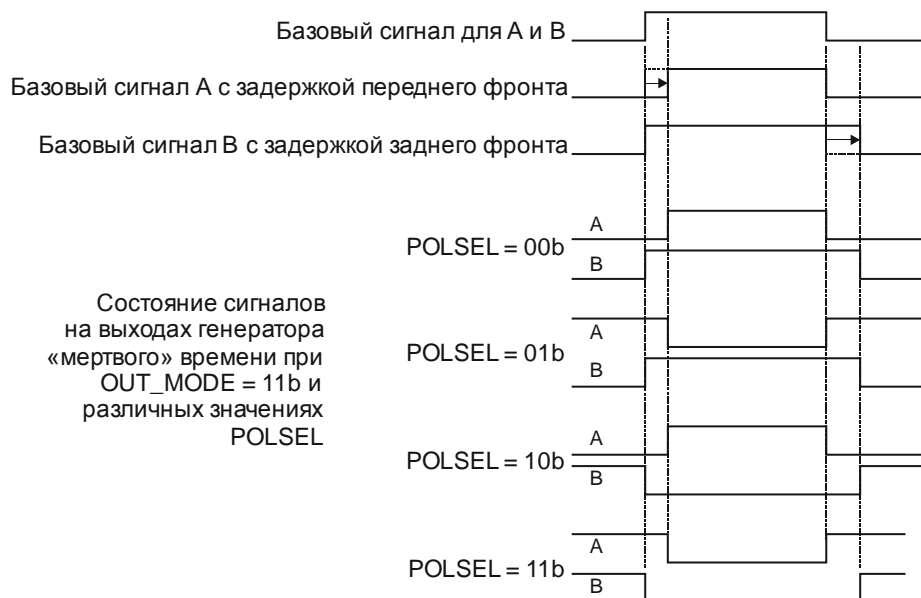 Базовый сигнал для A и B
Базовый сигнал A с задержкой переднего фронта
Базовый сигнал B с задержкой заднего фронта
A
POLSEL = 00b
B
Состояние сигналов
на выходах генератора
«мертвого» времени при
OUT_MODE = 11b и
различных значениях
POLSEL
A
POLSEL = 01b
B
A
POLSEL = 10b
B
A
POLSEL = 11b
B